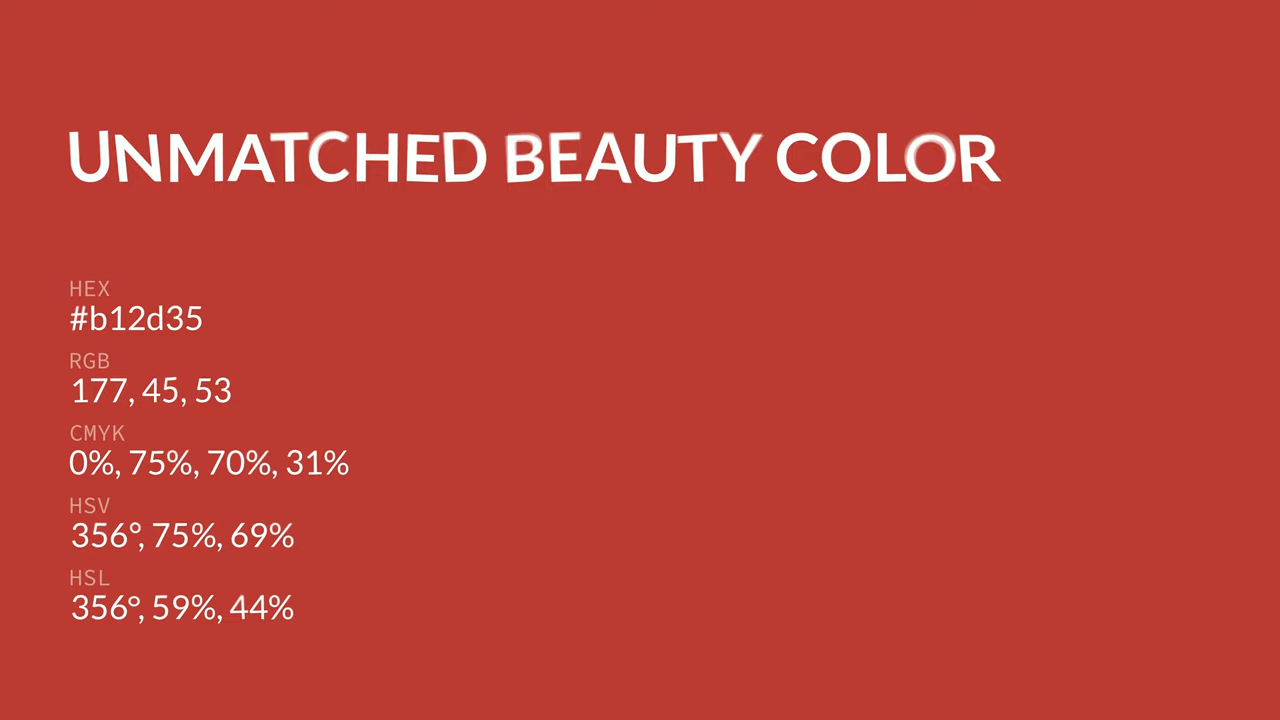 UNMATCHED BEAUTY COLOR
HEX
#b12d35
RGB
177, 45, 53
CMYK
0%, 75%, 70%, 31%
HSV
356°, 75%, 69%
HSL
356°, 59%, 44%